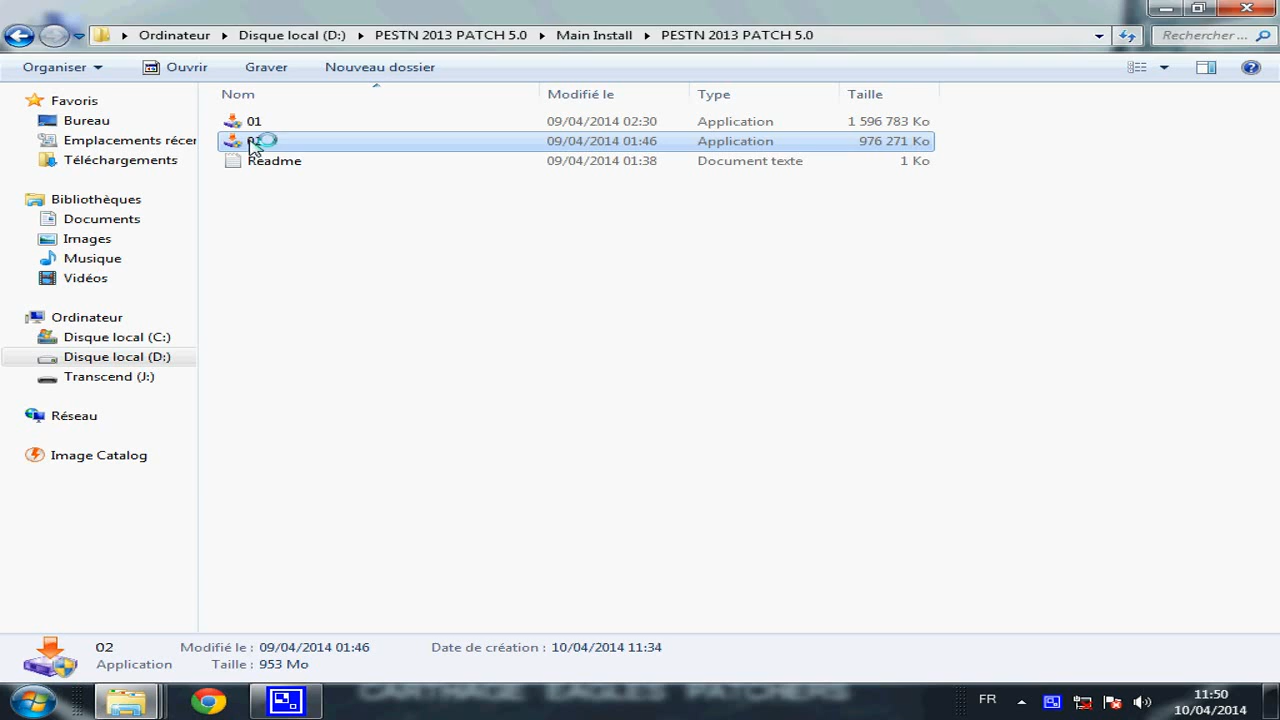 Ordinateur Disque local (D:) PESTN 2013 PATCH 5.0 Main Install PESTN 2013 PATCH 5.0 Rechercher ...
Organiser Ouvrir Graver Nouveau dossier
Nom Modifié le Type Taille
Favoris
Bureau
Emplacements récer
Téléchargements
Bibliothèques
Documents
Images
Musique
Vidéos
Ordinateur
Disque local (C:)
Disque local (D:)
Transcend (J:)
Réseau
Image Catalog
01 09/04/2014 02:30 Application 1 596 783 Ko
09/04/2014 01:46 Application 976 271 Ko
Readme 09/04/2014 01:38 Document texte 1 Ko
02 Modifié le : 09/04/2014 01:46 Date de création : 10/04/2014 11:34
Application Taille : 953 Mo
FR
11:50
10/04/2014